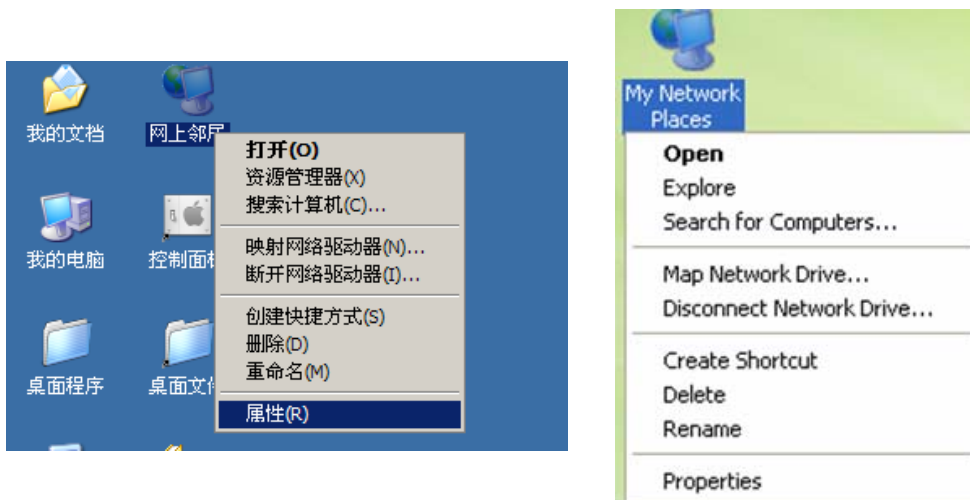 我的文档
网上邻居
打开(O)
资源管理器(X)
搜索计算机(C)...
我的电脑
映射网络驱动器(N)...
断开网络驱动器(I)...
创建快捷方式(S)
删除(D)
重命名(M)
桌面程序
属性(R)
My Network
Places
Open
Explore
Search for Computers...
Map Network Drive...
Disconnect Network Drive...
Create Shortcut
Delete
Rename
Properties